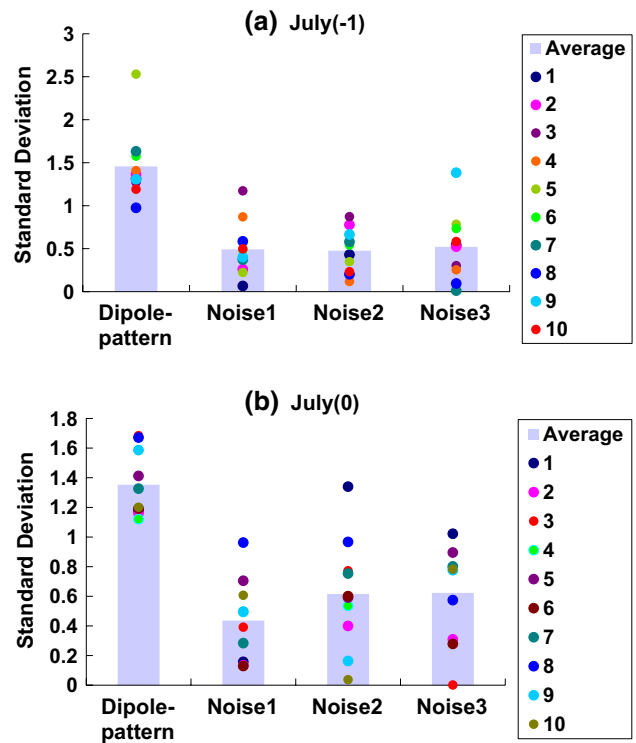 (a) July(-1)
Standard Deviation
3
2.5
2
1.5
1
0.5
0
Dipole-
pattern
Noise1
Noise2
Noise3
Average
1
2
3
4
5
6
7
8
9
10
(b) July(0)
Standard Deviation
1.8
1.6
1.4
1.2
1
0.8
0.6
0.4
0.2
0
Dipole-
pattern
Noise1
Noise2
Noise3
Average
1
2
3
4
5
6
7
8
9
10